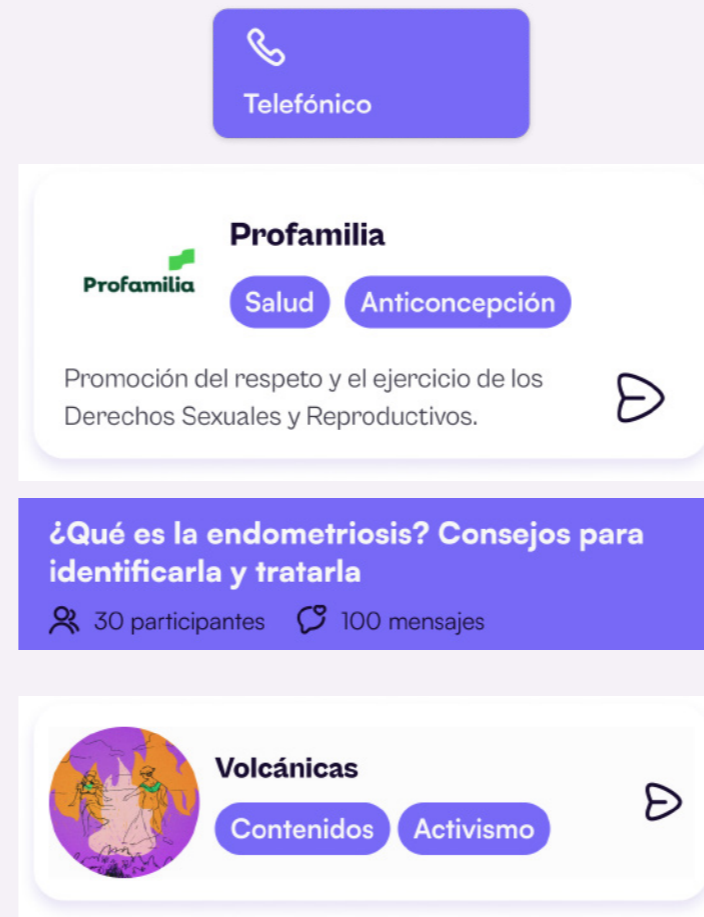 Telefónico
Profamilia
Profamilia
Salud Anticoncepción
Promoción del respeto y el ejercicio de los
Derechos Sexuales y Reproductivos.
¿Qué es la endometriosis? Consejos para
identificarla y tratarla
30 participantes 100 mensajes
Volcánicas
Contenidos Activismo